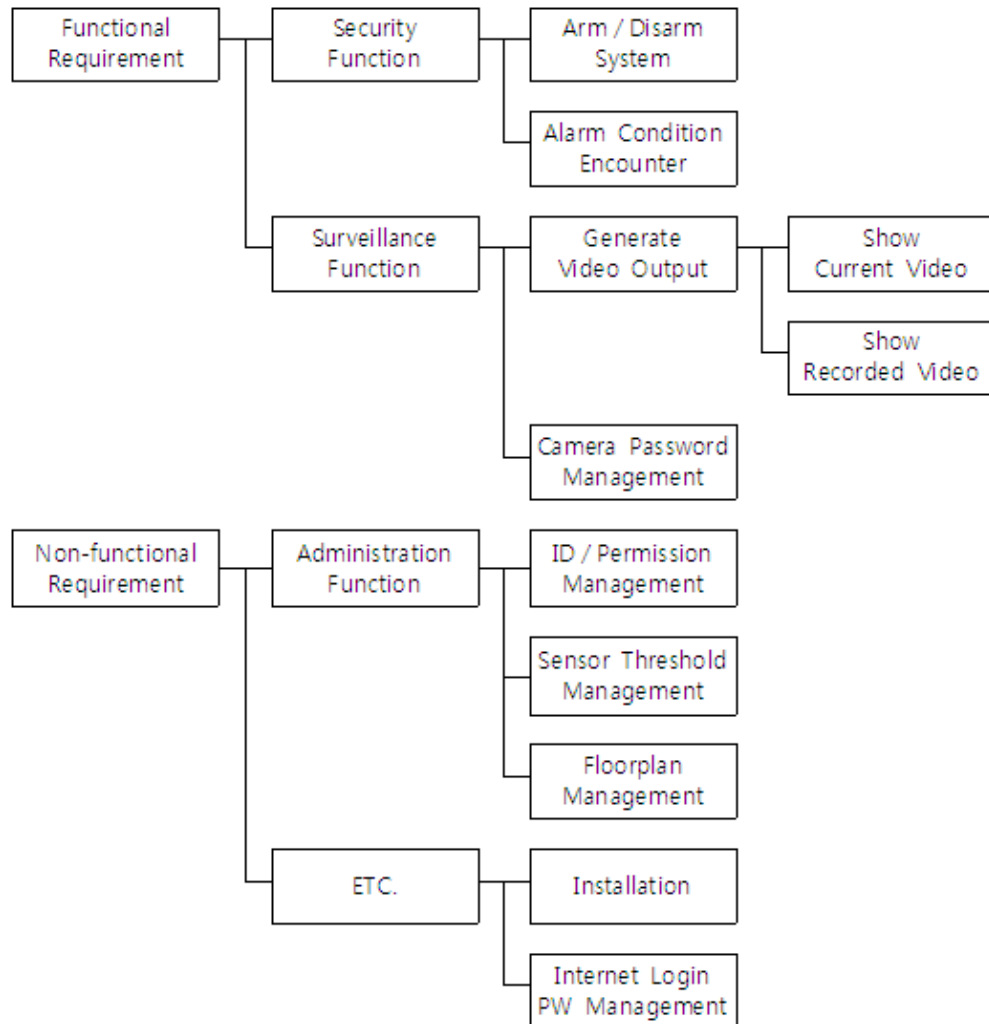 Functional
Requirement
Security
Function
Arm / Disarm
System
Alarm Condition
Encounter
Surveillance
Function
Generate
Video Output
Show
Current Video
Show
Recorded Video
Camera Password
Management
Non-functional
Requirement
Administration
Function
ID / Permission
Management
Sensor Threshold
Management
Floorplan
Management
ETC.
Installation
Internet Login
PW Management